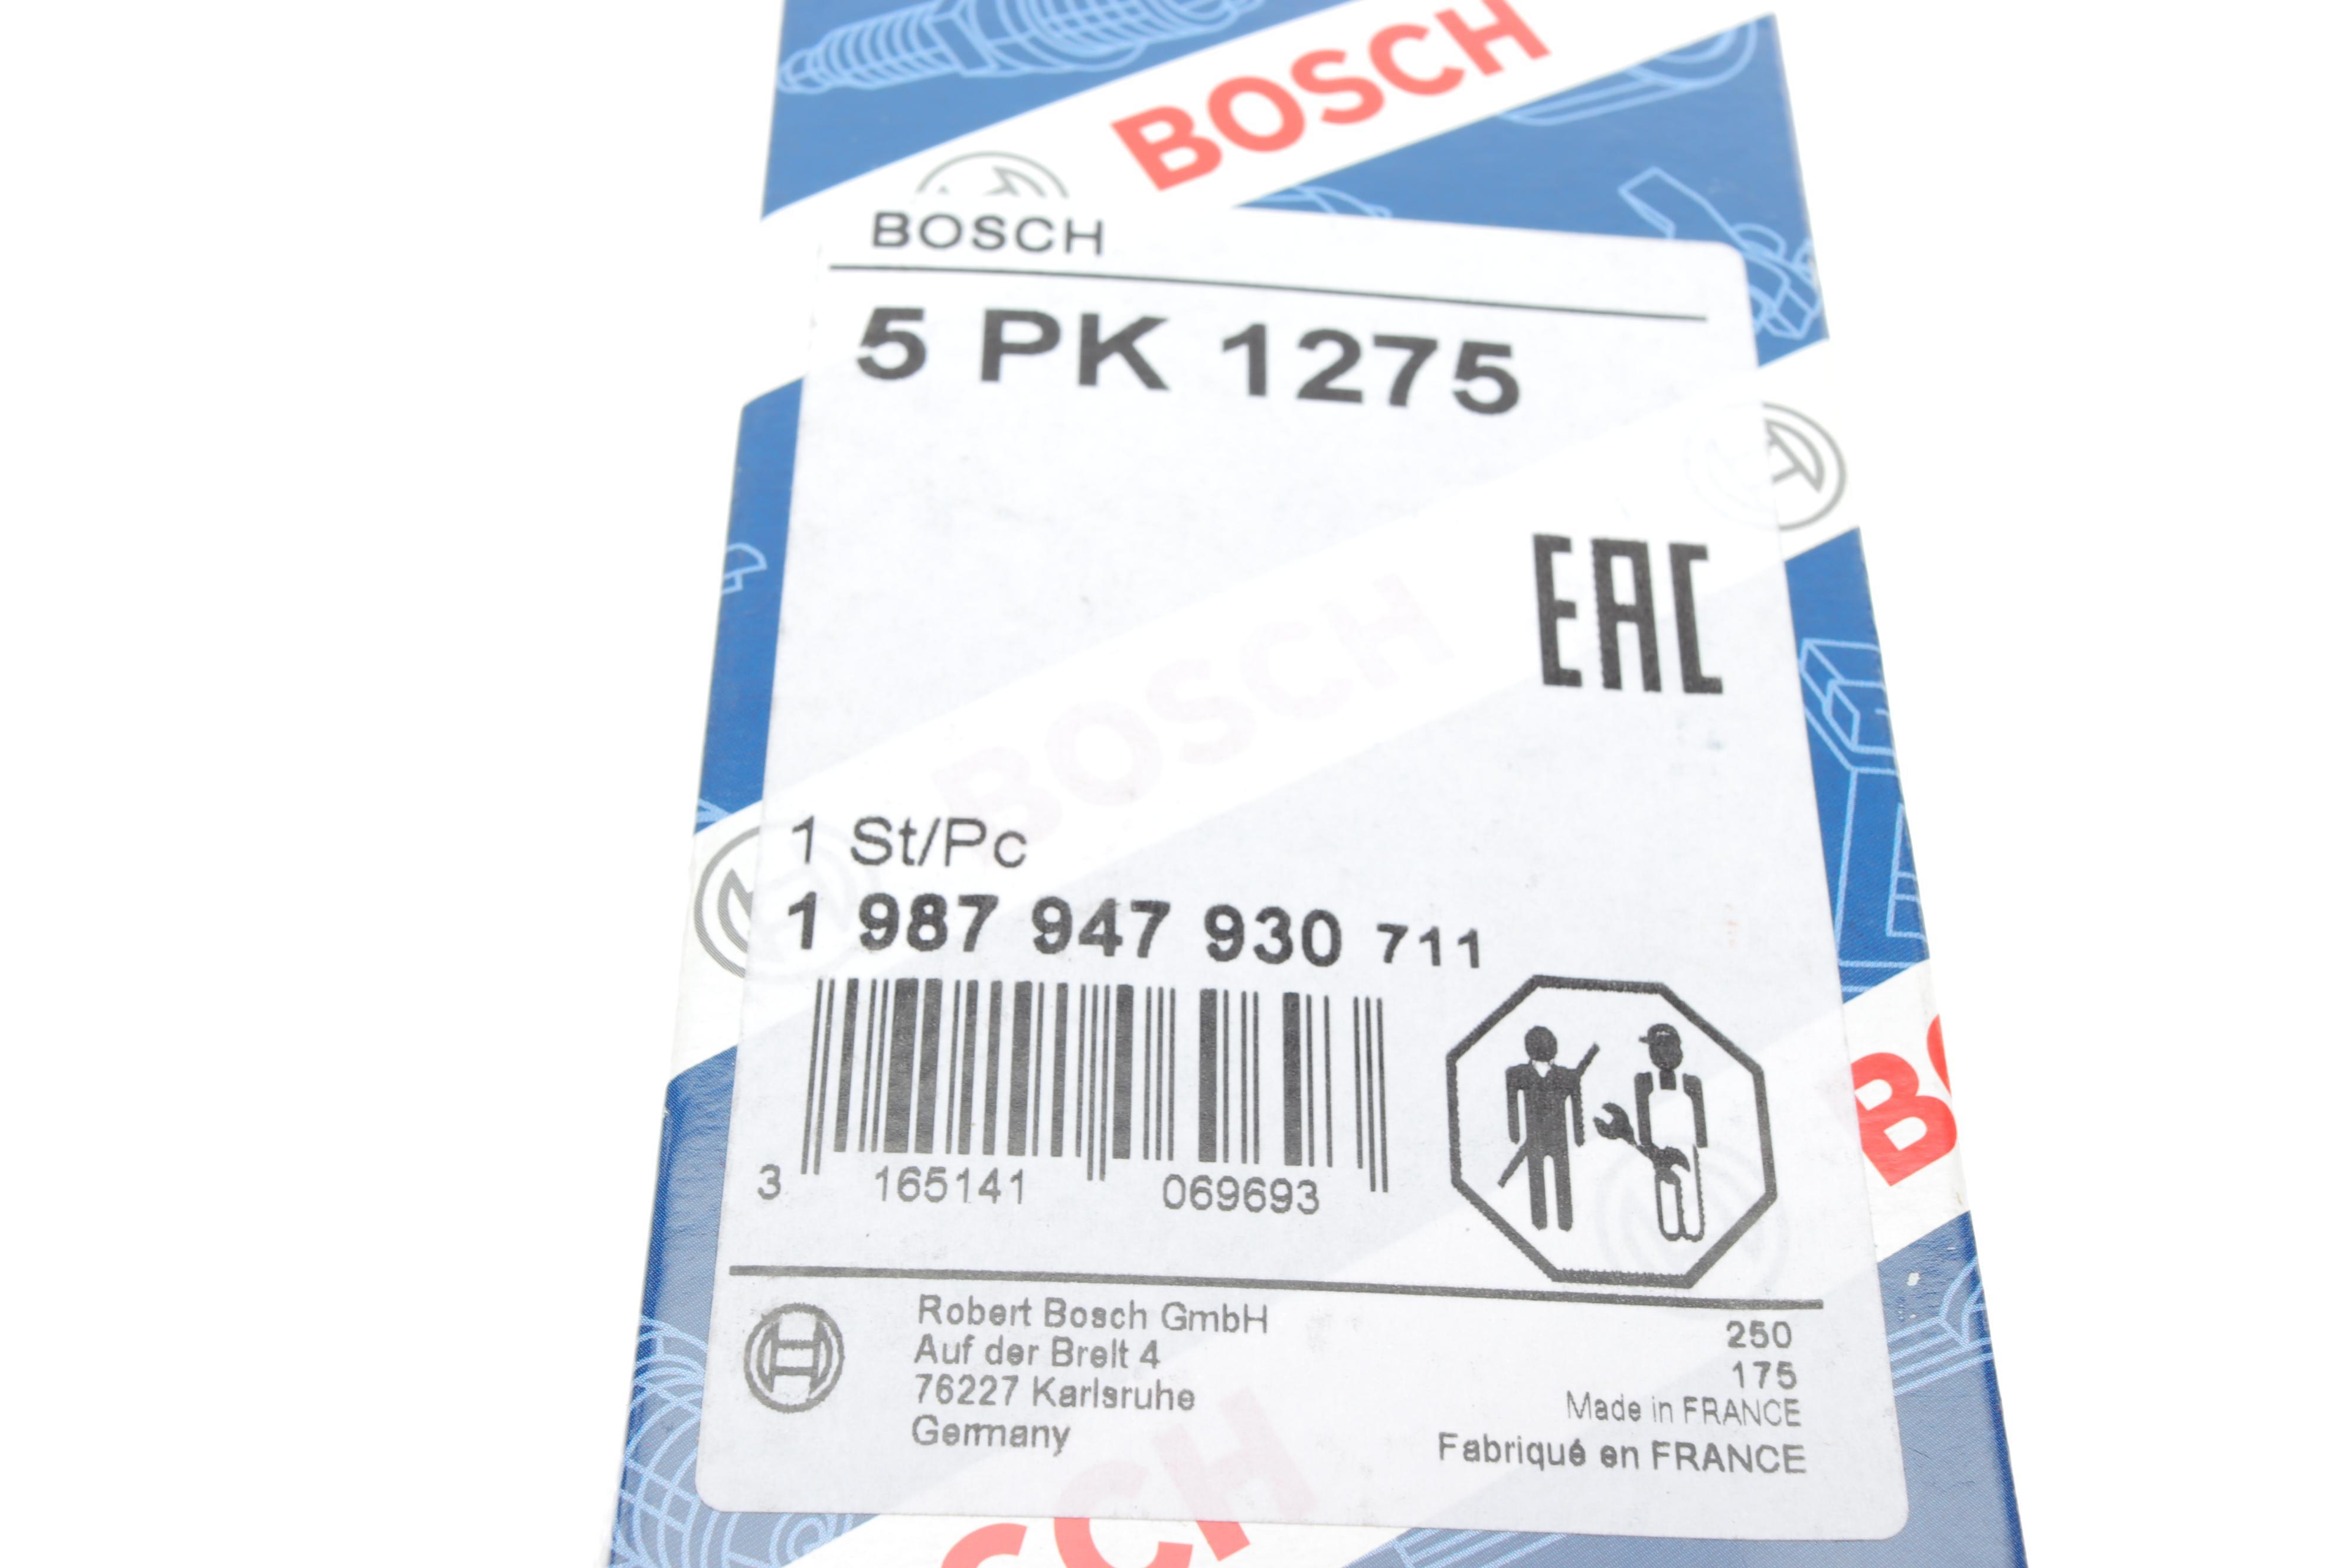 BOSCH
BOSCH
5 PK 1275
EAC
BOSCH
1 St/Pc
1 987 947 930 711
3 165141 069693
Robert Bosch GmbH
Auf der Breit 4
76227 Karlsruhe
Germany
250
175
Made in FRANCE
Fabriqué en FRANCE